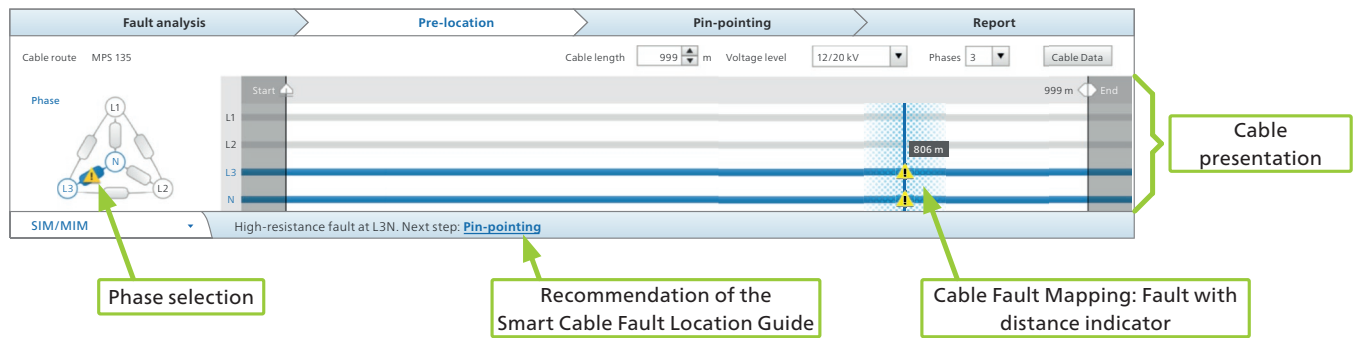 Fault analysis Pre-location Pin-pointing Report
Cable route MPS 135 Cable length 999 m Voltage level 12/20 kV Phases 3 Cable Data
Phase
Start 999 m End
L1
L1
L2
806 m
N
L3
L3 L2
N
SIM/MIM High-resistance fault at L3N. Next step: Pin-pointing
Cable
presentation
Phase selection
Recommendation of the
Smart Cable Fault Location Guide
Cable Fault Mapping: Fault with
distance indicator